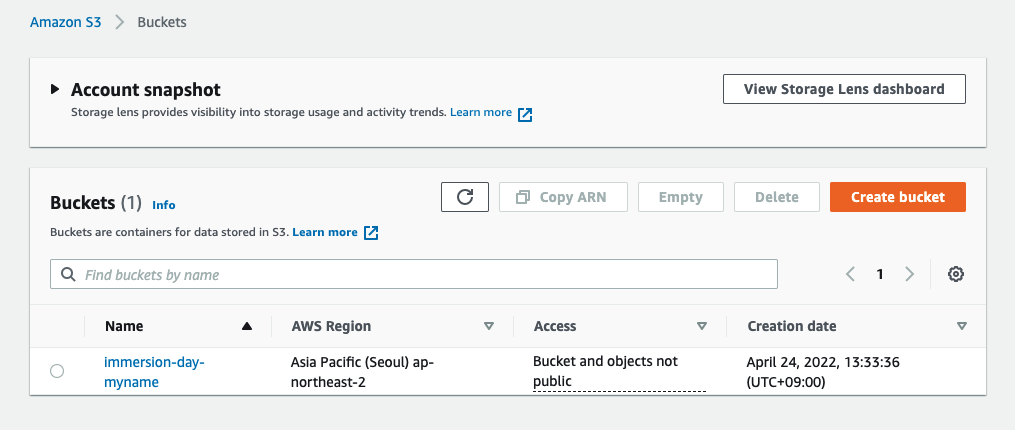 Amazon S3 > Buckets
Account snapshot
View Storage Lens dashboard
Storage lens provides visibility into storage usage and activity trends. Learn more
Buckets (1) Info
Copy ARN
Empty
Delete
Create bucket
Buckets are containers for data stored in S3. Learn more
Find buckets by name
1
Name
AWS Region
Access
Creation date
immersion-day-
myname
Asia Pacific (Seoul) ap-
northeast-2
Bucket and objects not
public
April 24, 2022, 13:33:36
(UTC+09:00)